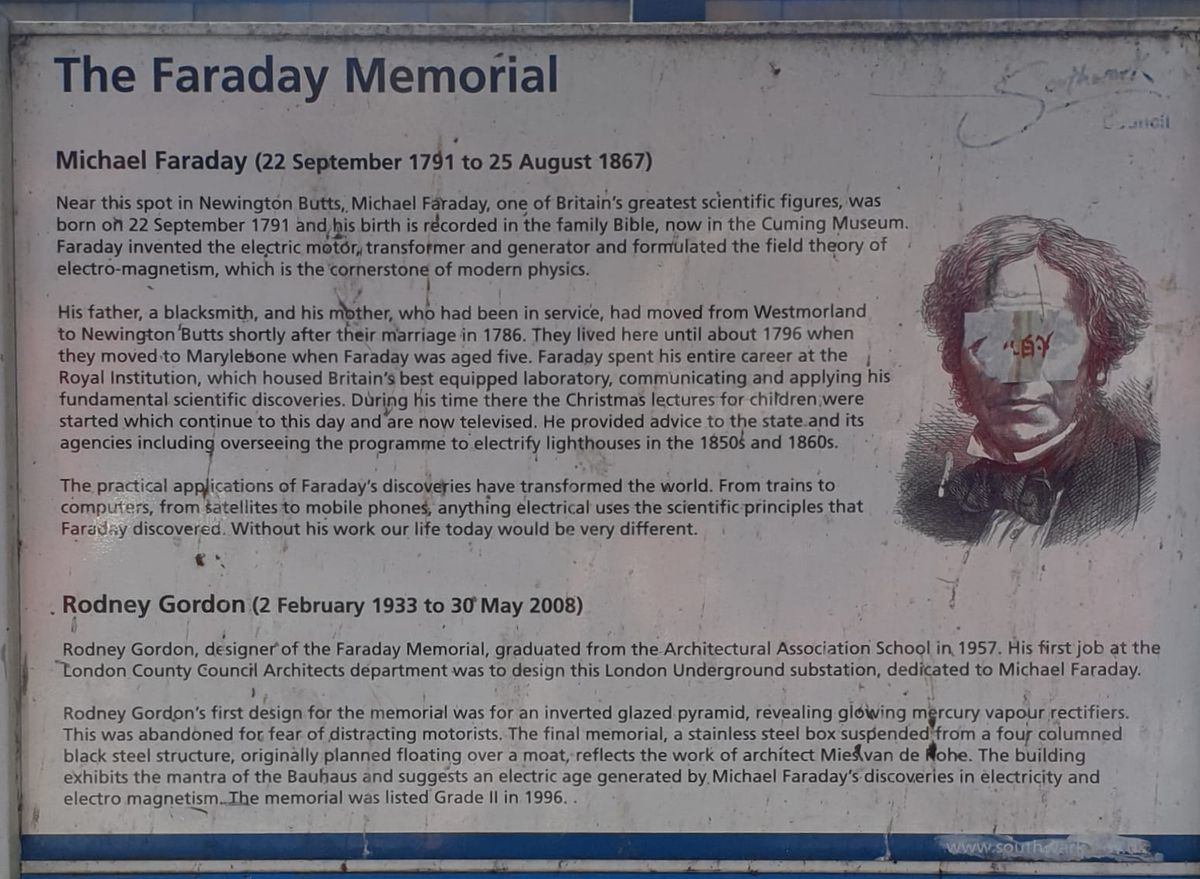 The Faraday Memorial
Southwark
Council
Michael Faraday (22 September 1791 to 25 August 1867)
Near this spot in Newington Butts, Michael Faraday, one of Britain's greatest scientific figures, was
born on 22 September 1791 and his birth is recorded in the family Bible, now in the Cuming Museum.
Faraday invented the electric motor, transformer and generator and formulated the field theory of
electro-magnetism, which is the cornerstone of modern physics.
His father, a blacksmith, and his mother, who had been in service, had moved from Westmorland
to Newington Butts shortly after their marriage in 1786. They lived here until about 1796 when
they moved to Marylebone when Faraday was aged five. Faraday spent his entire career at the
Royal Institution, which housed Britain's best equipped laboratory, communicating and applying his
fundamental scientific discoveries. During his time there the Christmas lectures for children were
started which continue to this day and are now televised. He provided advice to the state and its
agencies including overseeing the programme to electrify lighthouses in the 1850s and 1860s.
The practical applications of Faraday's discoveries have transformed the world. From trains to
computers, from satellites to mobile phones, anything electrical uses the scientific principles that
Faraday discovered. Without his work our life today would be very different.
Rodney Gordon (2 February 1933 to 30 May 2008)
Rodney Gordon, designer of the Faraday Memorial, graduated from the Architectural Association School in 1957. His first job at the
London County Council Architects department was to design this London Underground substation, dedicated to Michael Faraday.
Rodney Gordon's first design for the memorial was for an inverted glazed pyramid, revealing glowing mercury vapour rectifiers.
This was abandoned for fear of distracting motorists. The final memorial, a stainless steel box suspended from a four columned
black steel structure, originally planned floating over a moat, reflects the work of architect Mies van de Rohe. The building
exhibits the mantra of the Bauhaus and suggests an electric age generated by Michael Faraday's discoveries in electricity and
electro magnetism. The memorial was listed Grade II in 1996.